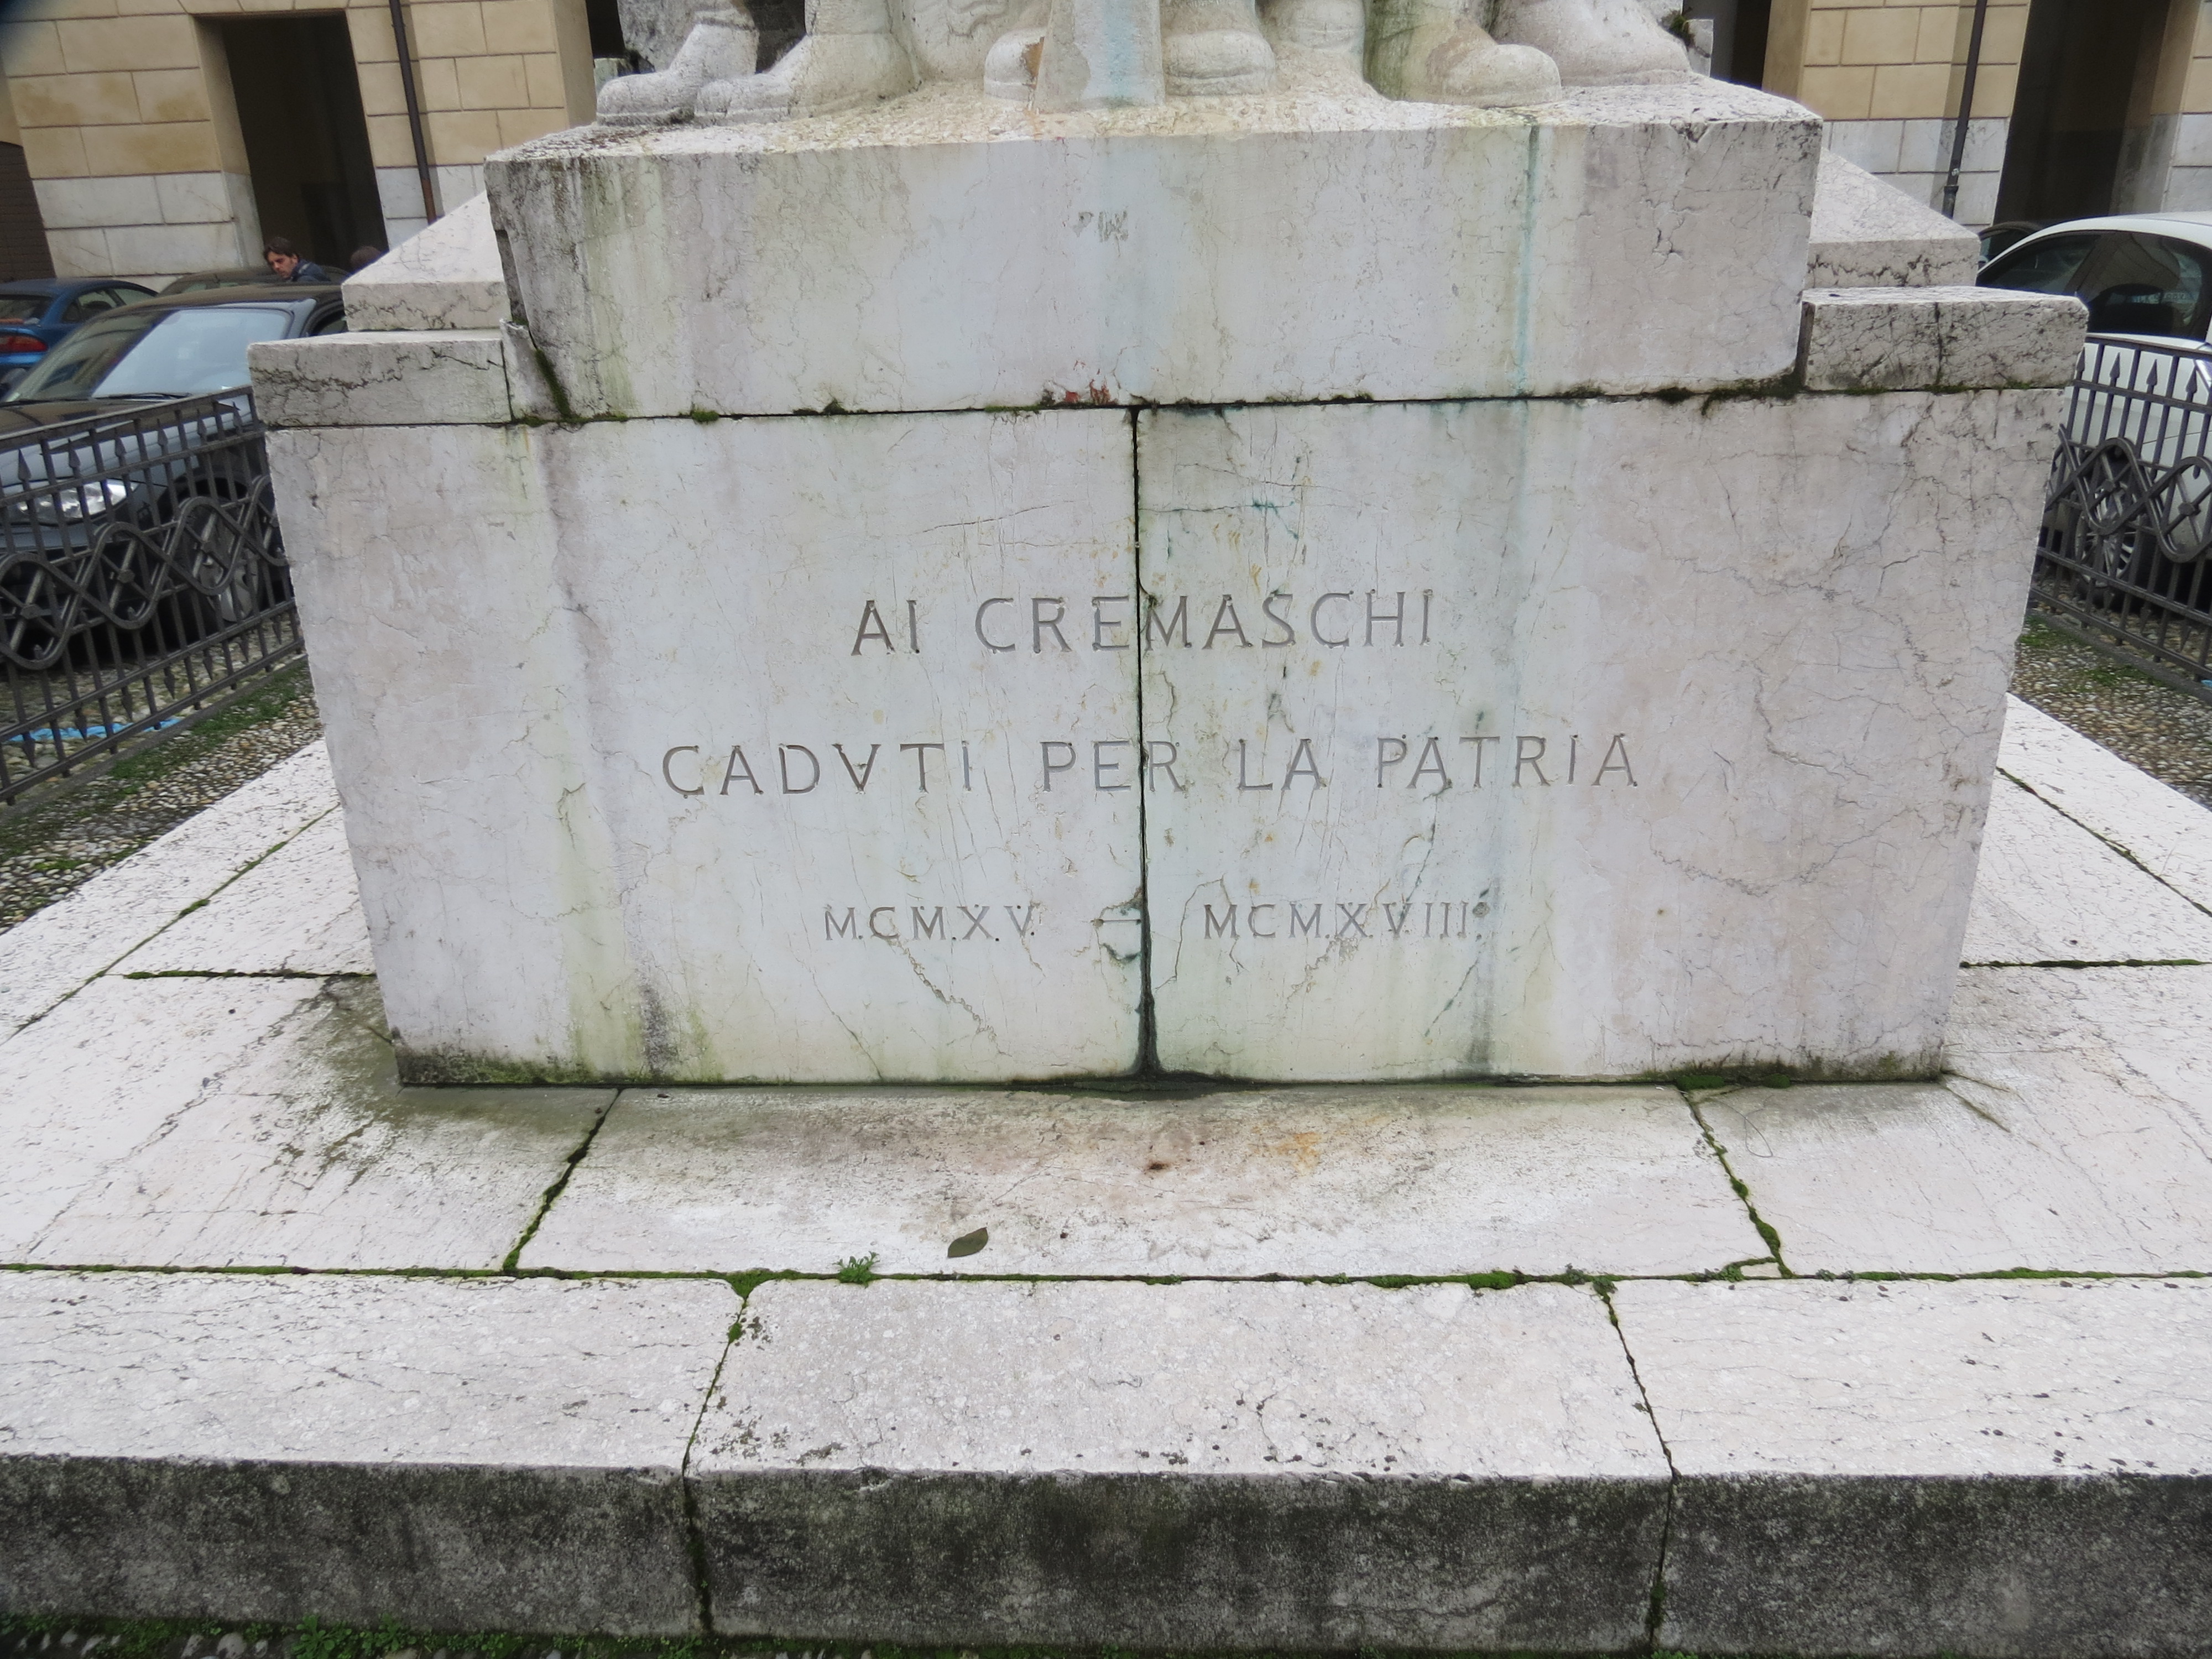 AI CREMASCHI
CADVTI PER LA PATRIA
M.C.M.X.V. — MCM.X.V.III.